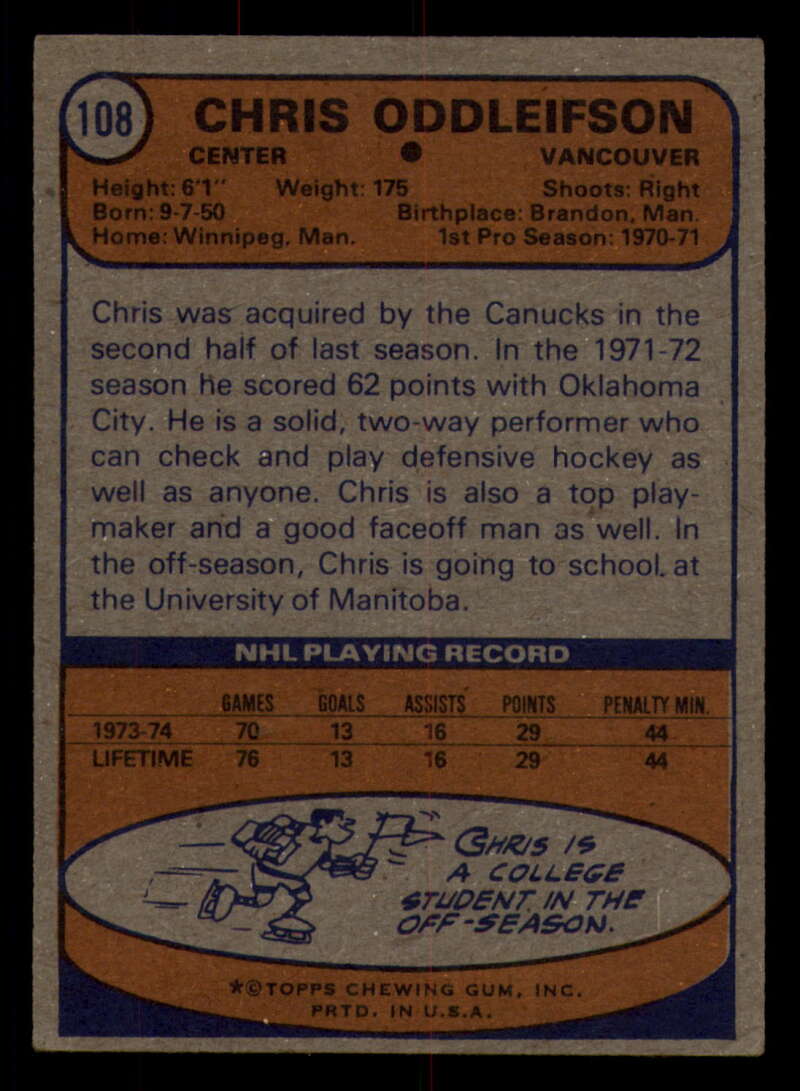 108
CHRIS ODDLEIFSON
CENTER ● VANCOUVER
Height: 6'1" Weight: 175 Shoots: Right
Born: 9-7-50 Birthplace: Brandon, Man.
Home: Winnipeg, Man. 1st Pro Season: 1970-71
Chris was acquired by the Canucks in the
second half of last season. In the 1971-72
season he scored 62 points with Oklahoma
City. He is a solid, two-way performer who
can check and play defensive hockey as
well as anyone. Chris is also a top play-
maker and a good faceoff man as well. In
the off-season, Chris is going to school at
the University of Manitoba.
NHL PLAYING RECORD
GAMES GOALS ASSISTS POINTS PENALTY MIN.
1973-74 70 13 16 29 44
LIFETIME 76 13 16 29 44
CHRIS IS
A COLLEGE
STUDENT IN THE
OFF-SEASON.
*©TOPPS CHEWING GUM, INC.
PRTD. IN U.S.A.